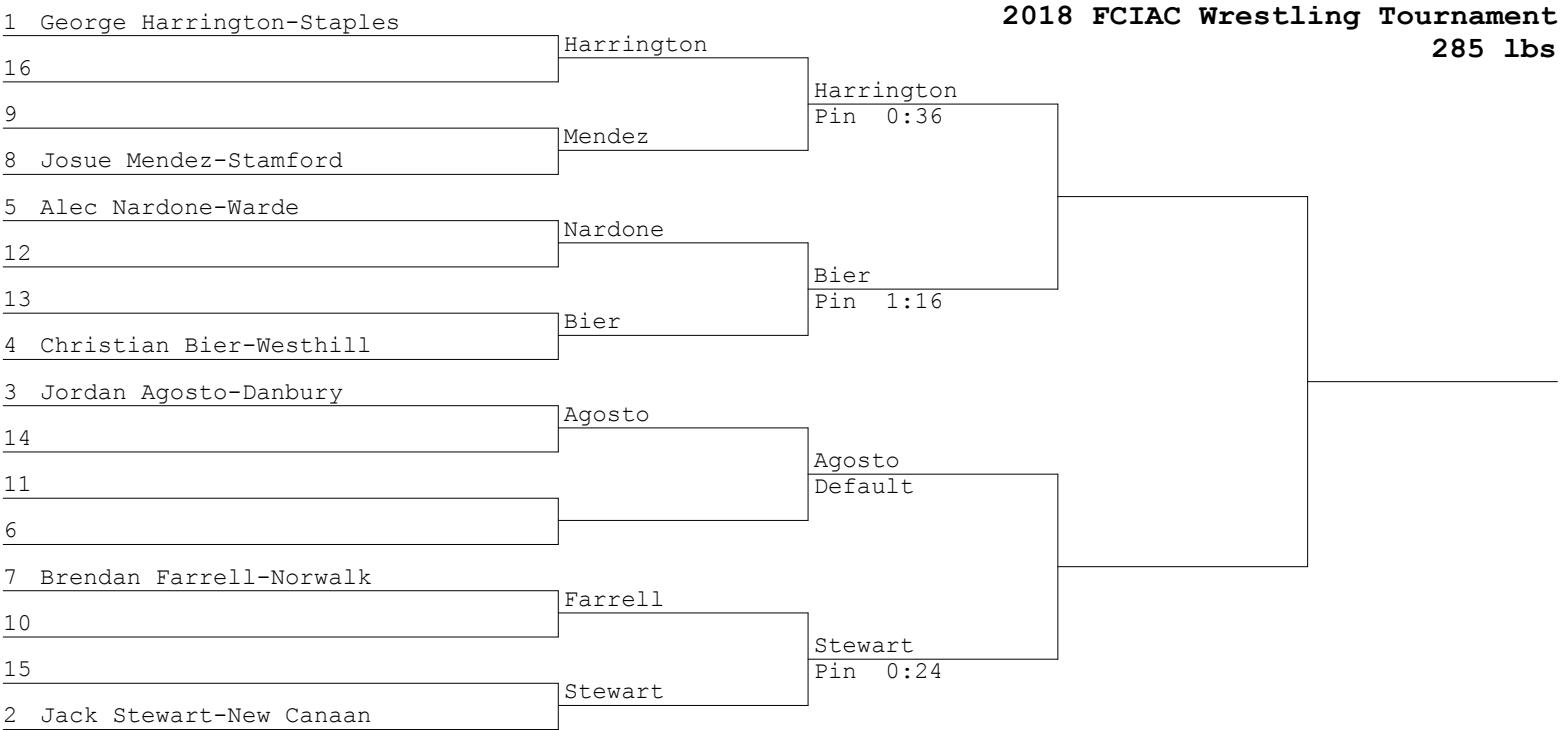 2018 FCIAC Wrestling Tournament
285 lbs
1 George Harrington-Staples
16
9
8 Josue Mendez-Stamford
5 Alec Nardone-Warde
12
13
4 Christian Bier-Westhill
3 Jordan Agosto-Danbury
14
11
6
7 Brendan Farrell-Norwalk
10
15
2 Jack Stewart-New Canaan
Harrington
Mendez
Nardone
Bier
Agosto
Farrell
Stewart
Harrington
Pin 0:36
Bier
Pin 1:16
Agosto
Default
Stewart
Pin 0:24